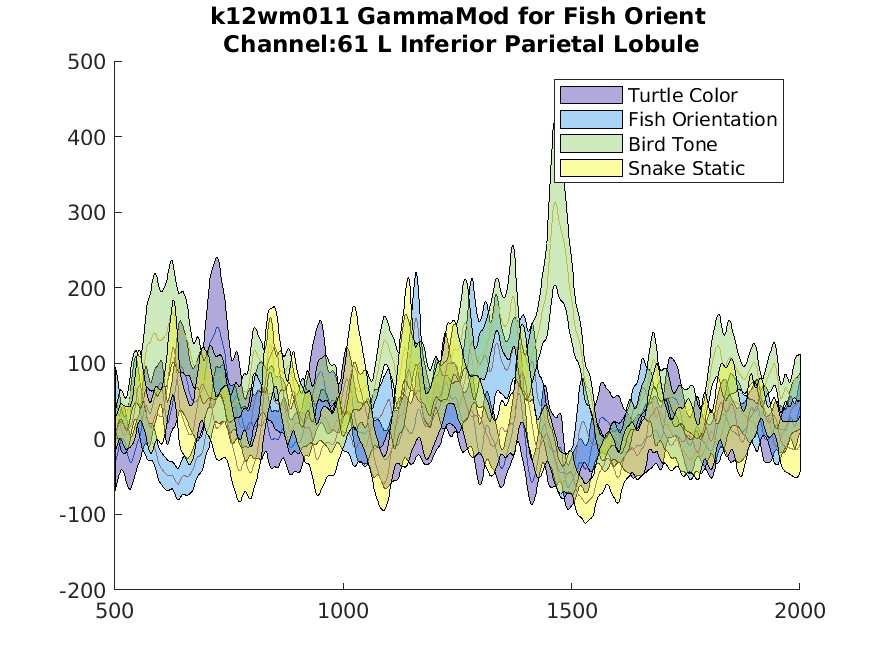 k12wm011 GammaMod for Fish Orient
Channel:61 L Inferior Parietal Lobule
500
400
300
200
100
0
-100
-200
500
1000
1500
2000
Turtle Color
Fish Orientation
Bird Tone
Snake Static